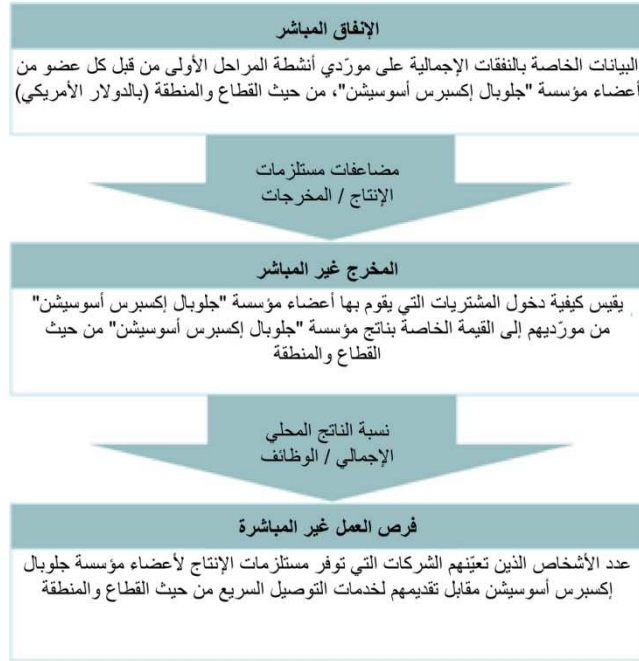 الإنفاق المباشر
البيانات الخاصة بالنفقات الإجمالية على مورّدي أنشطة المراحل الأولى من قبل كل عضو من
أعضاء مؤسسة "جلوبال إكسبرس أسوسيشن"، من حيث القطاع والمنطقة (بالدولار الأمريكي)
مضاعفات مستلزمات
الإنتاج / المخرجات
المخرج غير المباشر
يقيس كيفية دخول المشتريات التي يقوم بها أعضاء مؤسسة "جلوبال إكسبرس أسوسيشن"
من مورّديهم إلى القيمة الخاصة بناتج مؤسسة "جلوبال إكسبرس أسوسيشن" من حيث
القطاع والمنطقة
نسبة الناتج المحلي
الإجمالي / الوظائف
فرص العمل غير المباشرة
عدد الأشخاص الذين تعيّنهم الشركات التي توفر مستلزمات الإنتاج لأعضاء مؤسسة جلوبال
إكسبرس أسوسيشن مقابل تقديمهم لخدمات التوصيل السريع من حيث القطاع والمنطقة